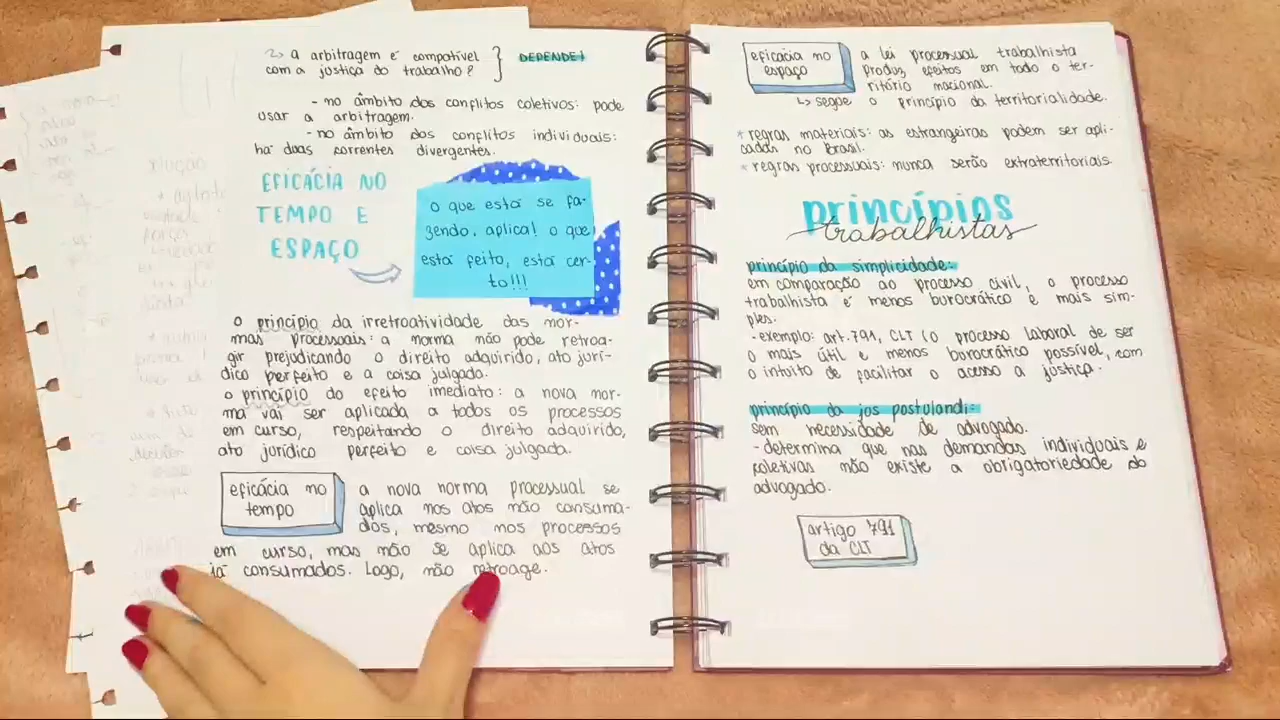 ↳ a arbitragem é compatível
com a justiça do trabalho? } DEPENDE!
- no âmbito dos conflitos coletivos: pode
usar a arbitragem.
- no âmbito dos conflitos individuais:
há duas correntes divergentes.
EFICÁCIA NO
TEMPO E
ESPAÇO
O que está se fa-
zendo, aplica! o que
está feito, está cer-
to!!!
o princípio da irretroatividade das nor-
mas processuais: a norma não pode retroa-
gir prejudicando o direito adquirido, ato jurí-
dico perfeito e a coisa julgada.
o princípio do efeito imediato: a nova nor-
ma vai ser aplicada a todos os processos
em curso, respeitando o direito adquirido,
ato jurídico perfeito e coisa julgada.
eficácia no
tempo
a nova norma processual se
aplica nos atos não consuma-
dos, mesmo nos processos
em curso, mas não se aplica aos atos
já consumados. Logo, não retroage.
eficácia no
espaço
a lei processual trabalhista
produz efeitos em todo o ter-
ritório nacional.
↳ segue o princípio da territorialidade.
* regras materiais: as estrangeiras podem ser apli-
cadas no Brasil.
* regras processuais: nunca serão extraterritoriais.
princípios
trabalhistas
princípio da simplicidade:
em comparação ao processo civil, o processo
trabalhista é menos burocrático e mais sim-
ples.
- exemplo: art. 791, CLT (o processo laboral de ser
o mais útil e menos burocrático possível, com
o intuito de facilitar o acesso a justiça.
princípio da jus postulandi:
sem necessidade de advogado.
- determina que nas demandas individuais e
coletivas não existe a obrigatoriedade do
advogado.
artigo 791
da CLT